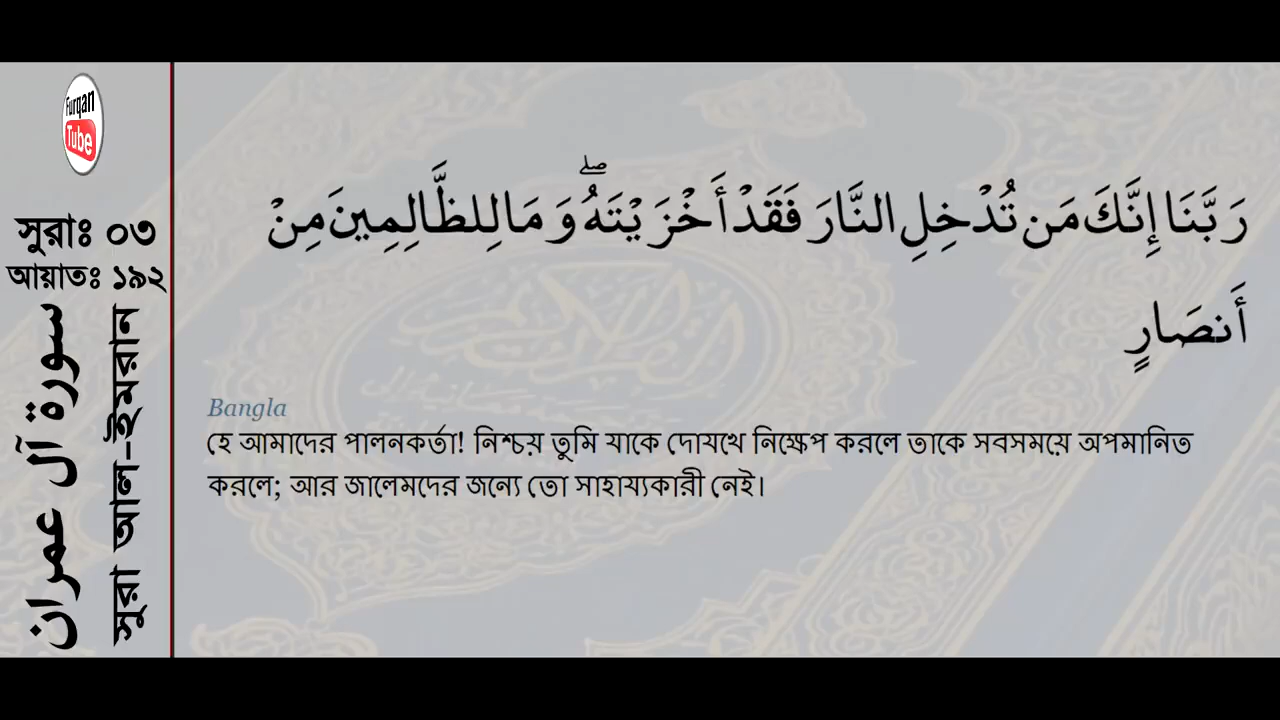 Furqan
Tube
সুরাঃ ০৩
আয়াতঃ ১৯২
سورة آل عمران
সুরা আল-ইমরান
رَبَّنَا إِنَّكَ مَن تُدْخِلِ النَّارَ فَقَدْ أَخْزَيْتَهُ ۖ وَمَا لِلظَّالِمِينَ مِنْ
أَنصَارٍ
Bangla
হে আমাদের পালনকর্তা! নিশ্চয় তুমি যাকে দোযখে নিক্ষেপ করলে তাকে সবসময়ে অপমানিত
করলে; আর জালেমদের জন্যে তো সাহায্যকারী নেই।